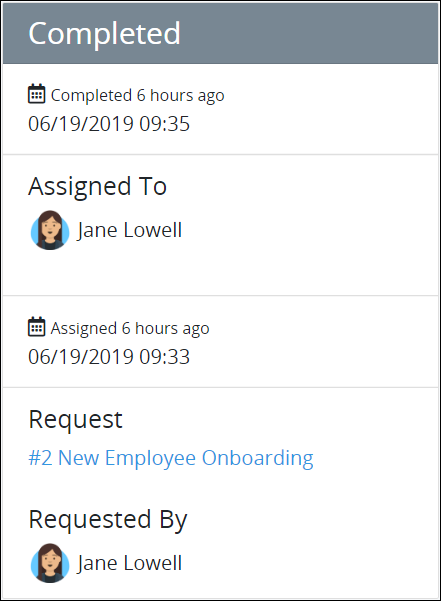 Completed
Completed 6 hours ago
06/19/2019 09:35
Assigned To
Jane Lowell
Assigned 6 hours ago
06/19/2019 09:33
Request
#2 New Employee Onboarding
Requested By
Jane Lowell